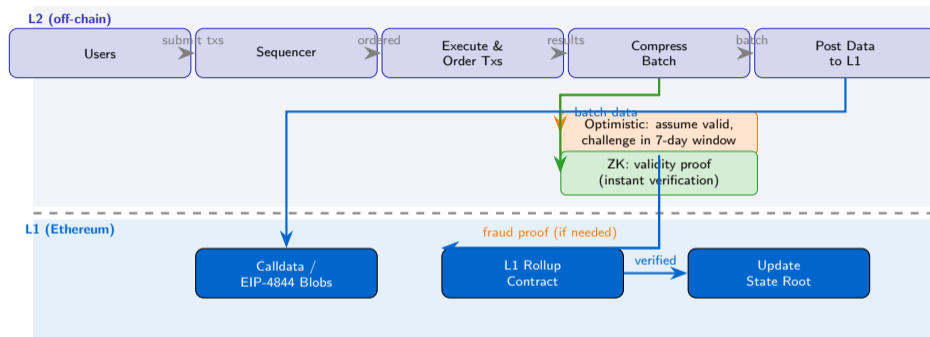 L2 (off-chain)
Users
submit txs
Sequencer
ordered
Execute &
Order Txs
results
Compress
Batch
batch
Post Data
to L1
batch data
Optimistic: assume valid,
challenge in 7-day window
ZK: validity proof
(instant verification)
L1 (Ethereum)
fraud proof (if needed)
Calldata /
EIP-4844 Blobs
L1 Rollup
Contract
verified
Update
State Root